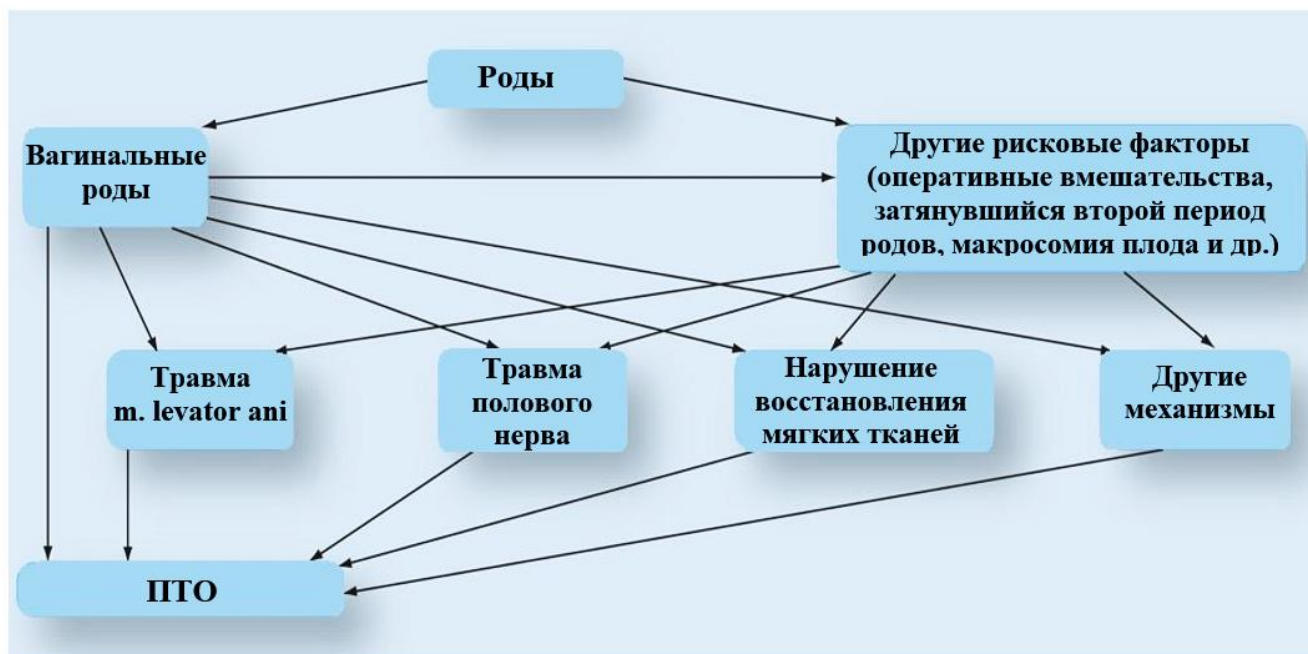 Роды
Вагинальные
роды
Другие рисковые факторы
(оперативные вмешательства,
затянувшийся второй период
родов, макросомия плода и др.)
Травма
m. levator ani
Травма
полового
нерва
Нарушение
восстановления
мягких тканей
Другие
механизмы
ПТО